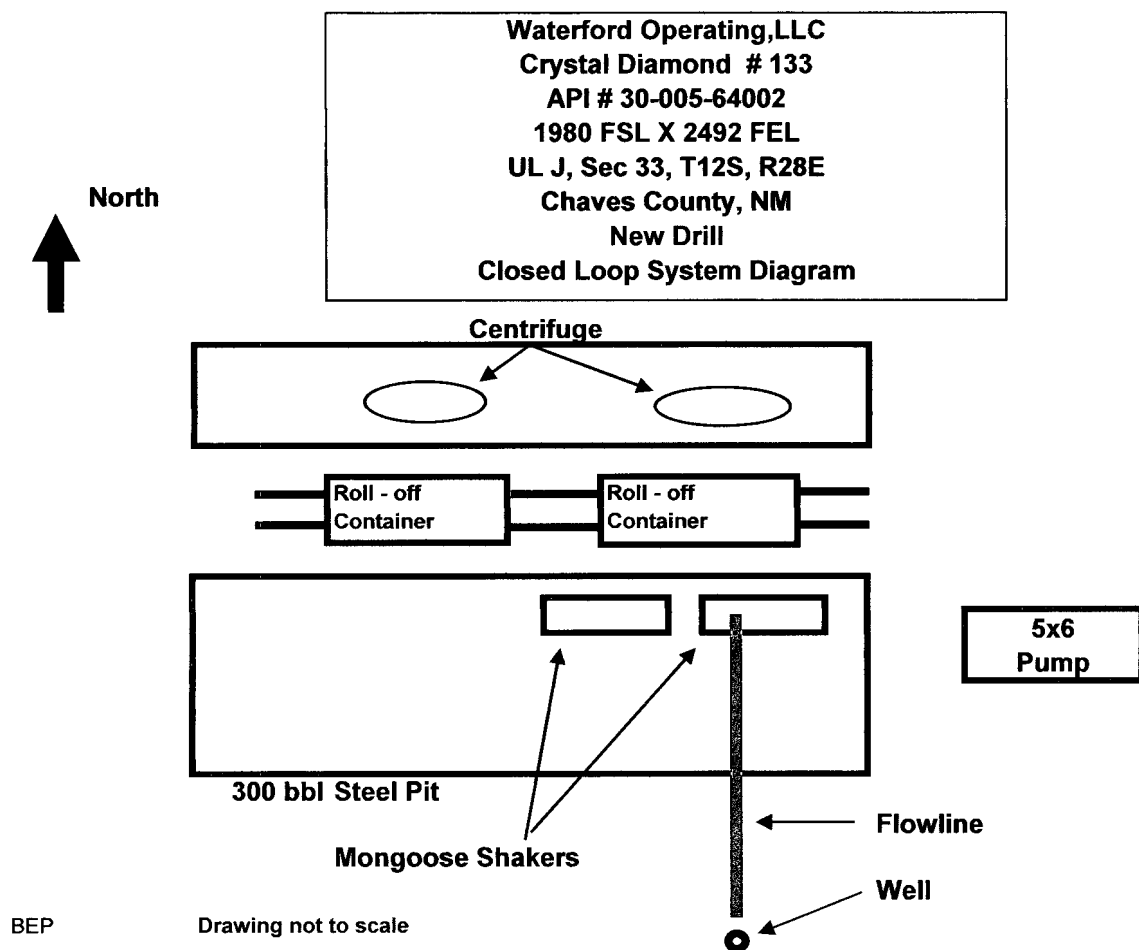 Waterford Operating,LLC
Crystal Diamond # 133
API # 30-005-64002
1980 FSL X 2492 FEL
UL J, Sec 33, T12S, R28E
Chaves County, NM
New Drill
Closed Loop System Diagram
North
Centrifuge
Roll - off
Container
Roll - off
Container
5x6
Pump
300 bbl Steel Pit
Flowline
Mongoose Shakers
Well
BEP
Drawing not to scale